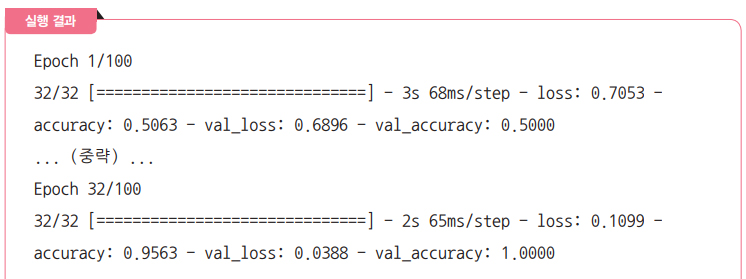 실행 결과
Epoch 1/100
32/32 [==============================] - 3s 68ms/step - loss: 0.7053 -
accuracy: 0.5063 - val_loss: 0.6896 - val_accuracy: 0.5000
... (중략) ...
Epoch 32/100
32/32 [==============================] - 2s 65ms/step - loss: 0.1099 -
accuracy: 0.9563 - val_loss: 0.0388 - val_accuracy: 1.0000